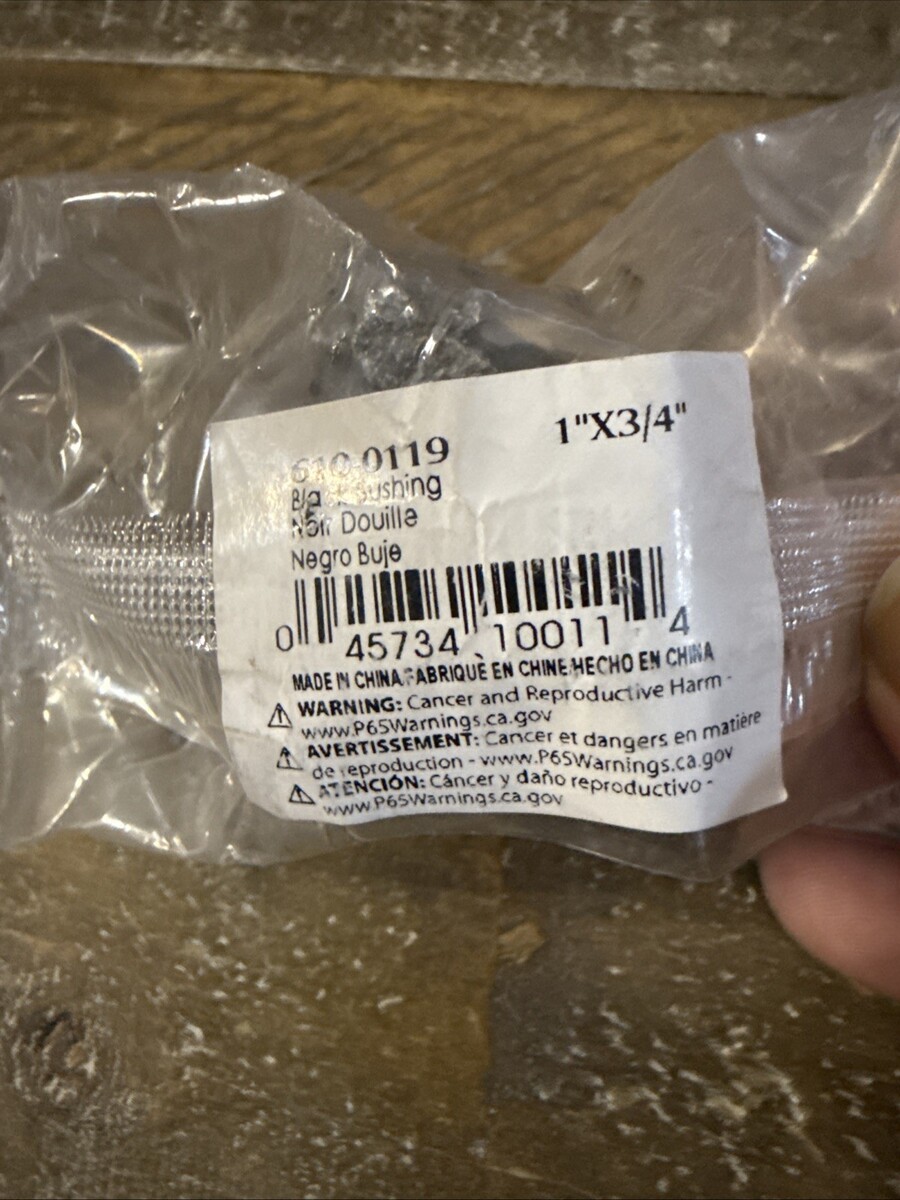 610-0119 1"X3/4"
Black Bushing
Noir Douille
Negro Buje
0 45734 10011 4
MADE IN CHINA/FABRIQUÉ EN CHINE/HECHO EN CHINA
⚠ WARNING: Cancer and Reproductive Harm -
www.P65Warnings.ca.gov
⚠ AVERTISSEMENT: Cancer et dangers en matière
de reproduction - www.P65Warnings.ca.gov
⚠ ATENCIÓN: Cáncer y daño reproductivo -
www.P65Warnings.ca.gov